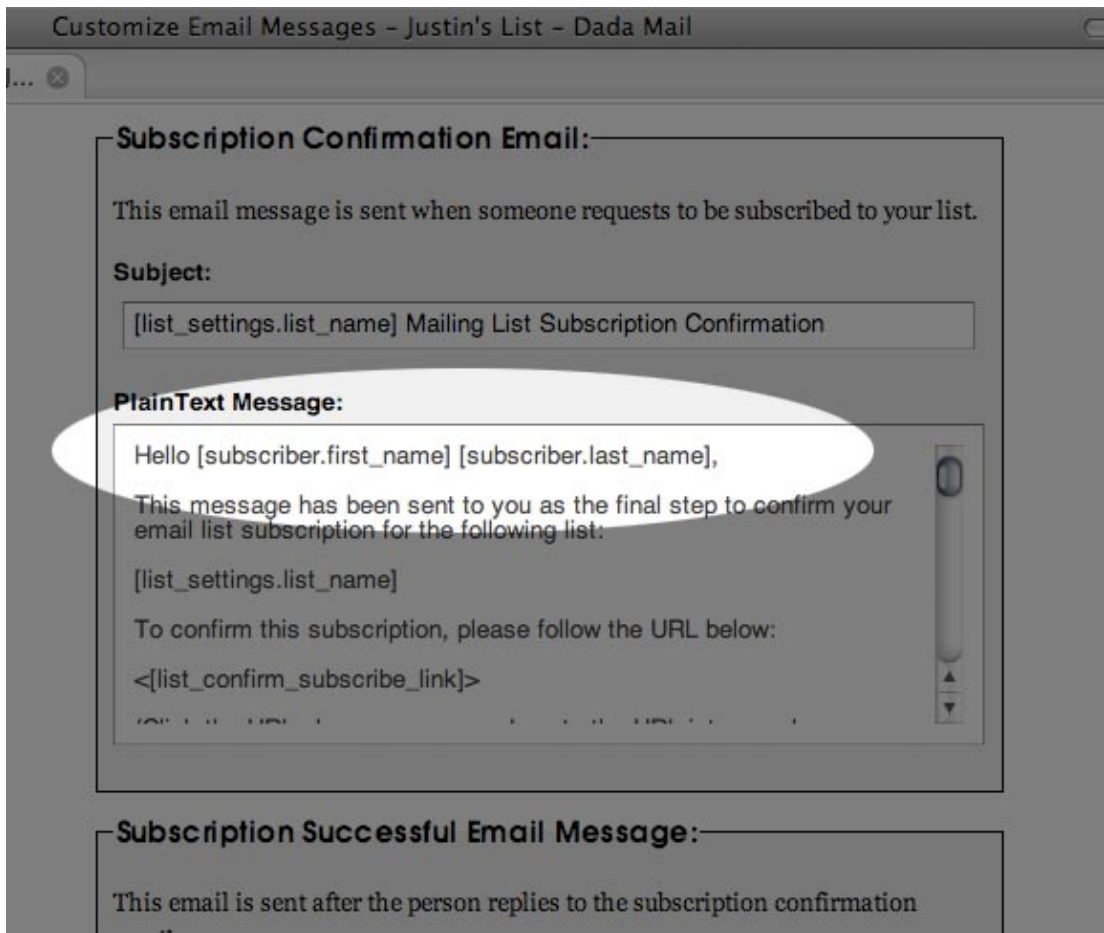 Customize Email Messages – Justin's List – Dada Mail
...
Subscription Confirmation Email:
This email message is sent when someone requests to be subscribed to your list.
Subject:
[list_settings.list_name] Mailing List Subscription Confirmation
PlainText Message:
Hello [subscriber.first_name] [subscriber.last_name],
This message has been sent to you as the final step to confirm your
email list subscription for the following list:
[list_settings.list_name]
To confirm this subscription, please follow the URL below:
<[list_confirm_subscribe_link]>
Subscription Successful Email Message:
This email is sent after the person replies to the subscription confirmation